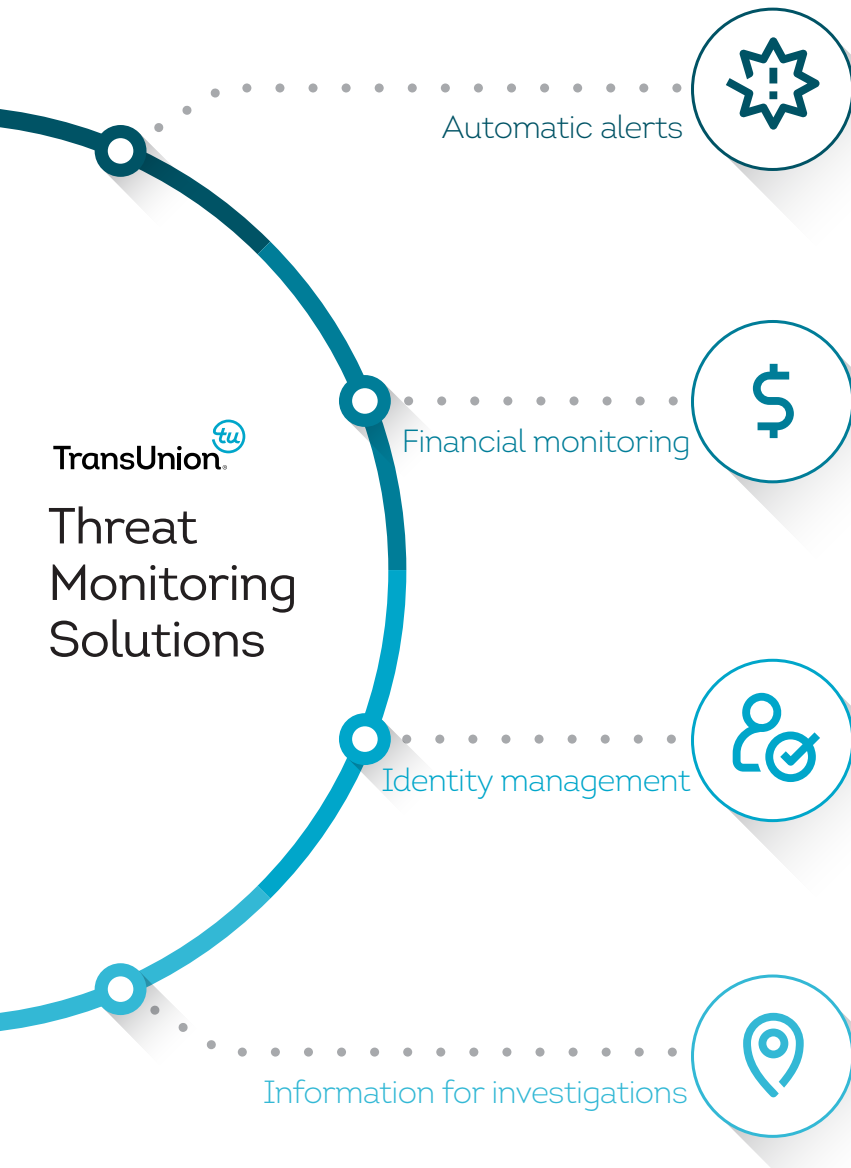 Automatic alerts
Financial monitoring
tu
TransUnion®
Threat
Monitoring
Solutions
Identity management
Information for investigations